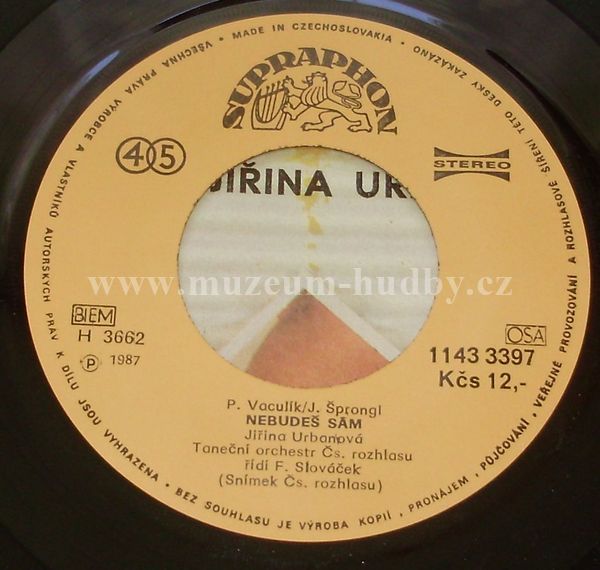 VŠECHNA PRÁVA VÝROBCE A VLASTNÍKŮ AUTORSKÝCH PRÁV K DÍLU JSOU VYHRAZENA • BEZ SOUHLASU JE VÝROBA KOPIÍ, PRONÁJEM, PŮJČOVÁNÍ, VEŘEJNÉ PROVOZOVÁNÍ A ROZHLASOVÉ ŠÍŘENÍ TÉTO DESKY ZAKÁZÁNO • MADE IN CZECHOSLOVAKIA •
SUPRAPHON
45
STEREO
JIŘINA UR
www.muzeum-hudby.cz
BIEM
H 3662
Ⓟ 1987
OSA
1143 3397
Kčs 12,-
P. Vaculík/J. Šprongl
NEBUDEŠ SÁM
Jiřina Urbanová
Taneční orchestr Čs. rozhlasu
řídí F. Slováček
(Snímek Čs. rozhlasu)